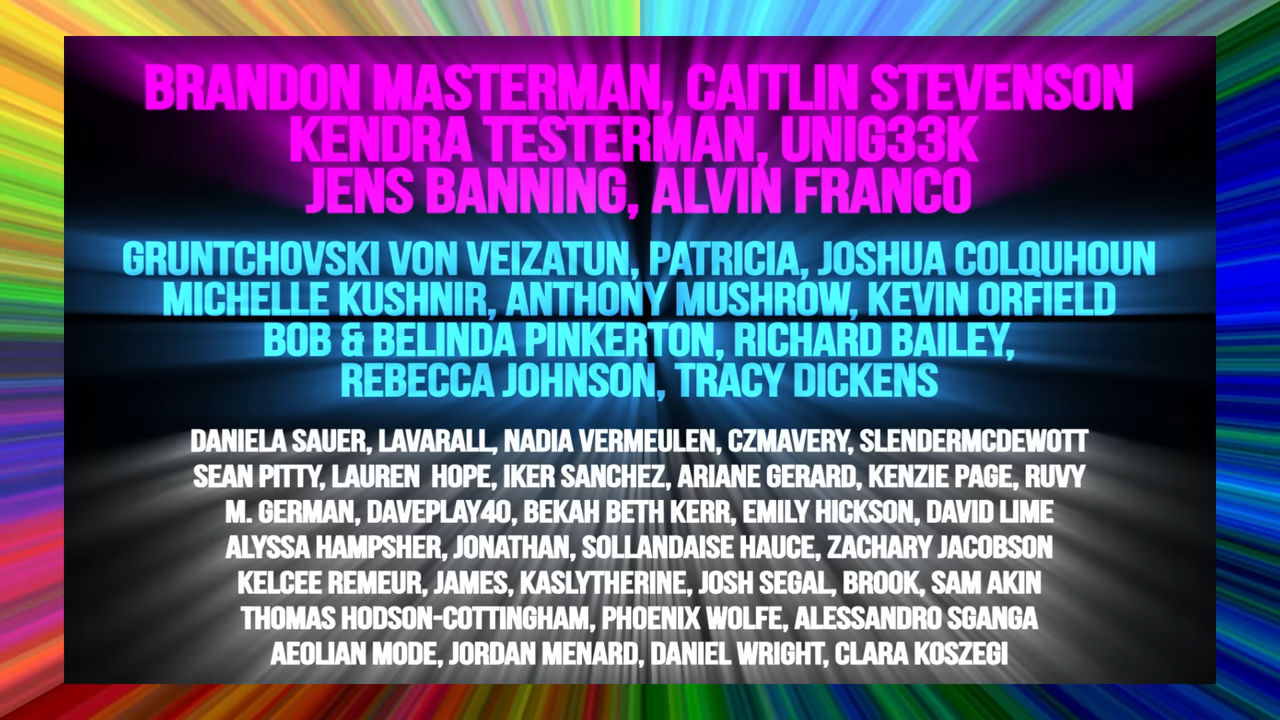 BRANDON MASTERMAN, CAITLIN STEVENSON
KENDRA TESTERMAN, UNIG33K
JENS BANNING, ALVIN FRANCO
GRUNTCHOVSKI VON VEIZATUN, PATRICIA, JOSHUA COLQUHOUN
MICHELLE KUSHNIR, ANTHONY MUSHROW, KEVIN ORFIELD
BOB & BELINDA PINKERTON, RICHARD BAILEY,
REBECCA JOHNSON, TRACY DICKENS
DANIELA SAUER, LAVARALL, NADIA VERMEULEN, CZMAVERY, SLENDERMCDEWOTT
SEAN PITTY, LAUREN HOPE, IKER SANCHEZ, ARIANE GERARD, KENZIE PAGE, RUVY
M. GERMAN, DAVEPLAY40, BEKAH BETH KERR, EMILY HICKSON, DAVID LIME
ALYSSA HAMPSHER, JONATHAN, SOLLANDAISE HAUCE, ZACHARY JACOBSON
KELCEE REMEUR, JAMES, KASLYTHERINE, JOSH SEGAL, BROOK, SAM AKIN
THOMAS HODSON-COTTINGHAM, PHOENIX WOLFE, ALESSANDRO SGANGA
AEOLIAN MODE, JORDAN MENARD, DANIEL WRIGHT, CLARA KOSZEGI